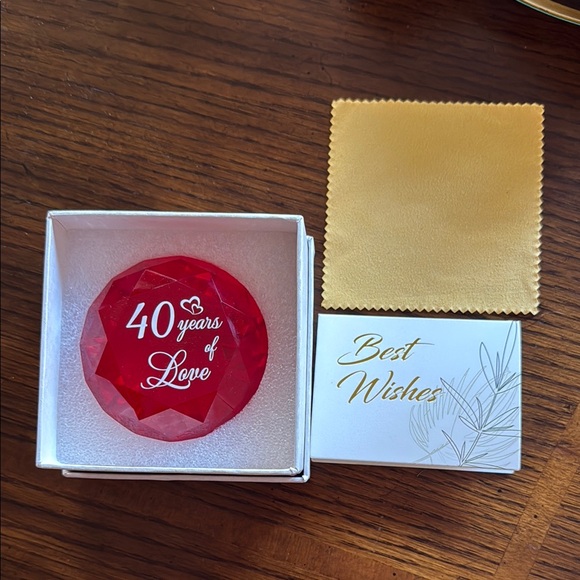 40 years
of
Love
Best
Wishes